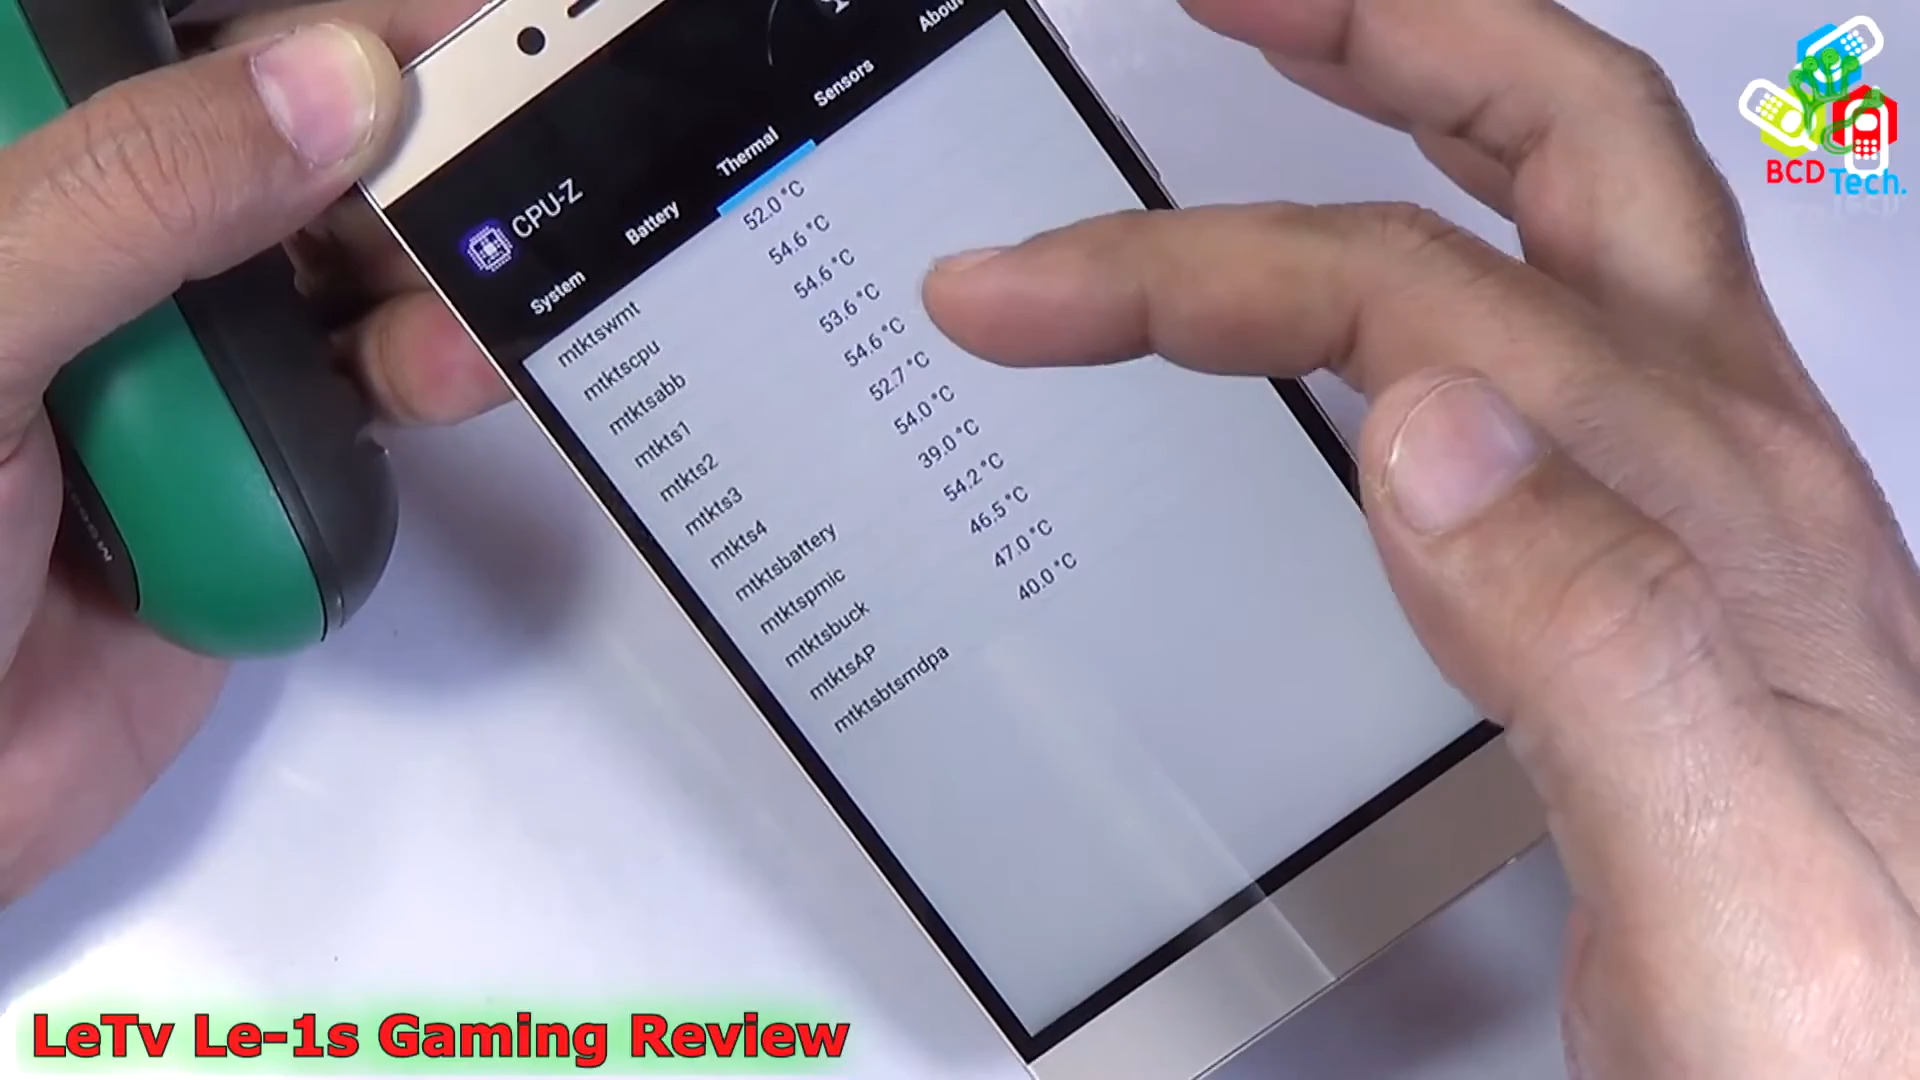 CPU-Z
System Battery Thermal Sensors About
mtktswmt 52.0 °C
mtktscpu 54.6 °C
mtktsabb 54.6 °C
mtkts1 53.6 °C
mtkts2 54.6 °C
mtkts3 52.7 °C
mtkts4 54.0 °C
mtktsbattery 39.0 °C
mtktspmic 54.2 °C
mtktsbuck 46.5 °C
mtktsAP 47.0 °C
mtktsbtsmdpa 40.0 °C
BCD Tech.
LeTv Le-1s Gaming Review